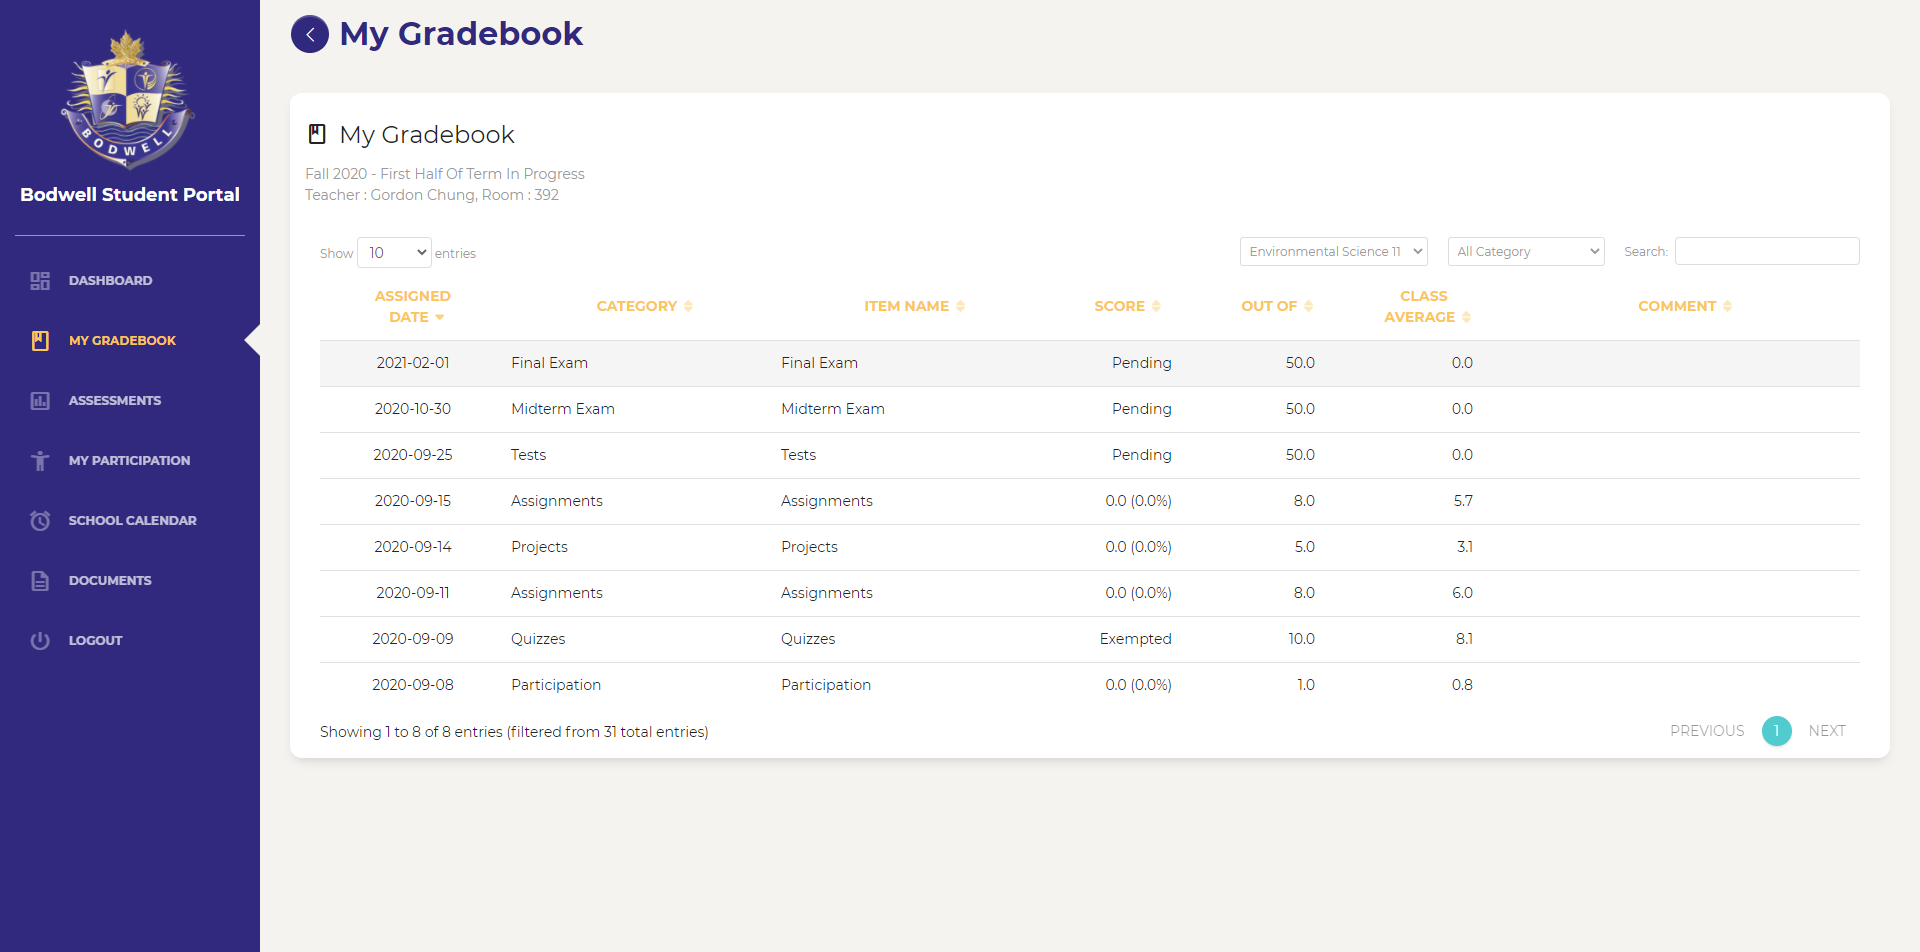 BODWELL
Bodwell Student Portal
DASHBOARD
MY GRADEBOOK
ASSESSMENTS
MY PARTICIPATION
SCHOOL CALENDAR
DOCUMENTS
LOGOUT
My Gradebook
My Gradebook
Fall 2020 - First Half Of Term In Progress
Teacher : Gordon Chung, Room : 392
Show 10 entries Environmental Science 11 All Category Search:
ASSIGNED DATE CATEGORY ITEM NAME SCORE OUT OF CLASS AVERAGE COMMENT
2021-02-01 Final Exam Final Exam Pending 50.0 0.0
2020-10-30 Midterm Exam Midterm Exam Pending 50.0 0.0
2020-09-25 Tests Tests Pending 50.0 0.0
2020-09-15 Assignments Assignments 0.0 (0.0%) 8.0 5.7
2020-09-14 Projects Projects 0.0 (0.0%) 5.0 3.1
2020-09-11 Assignments Assignments 0.0 (0.0%) 8.0 6.0
2020-09-09 Quizzes Quizzes Exempted 10.0 8.1
2020-09-08 Participation Participation 0.0 (0.0%) 1.0 0.8
Showing 1 to 8 of 8 entries (filtered from 31 total entries) PREVIOUS 1 NEXT